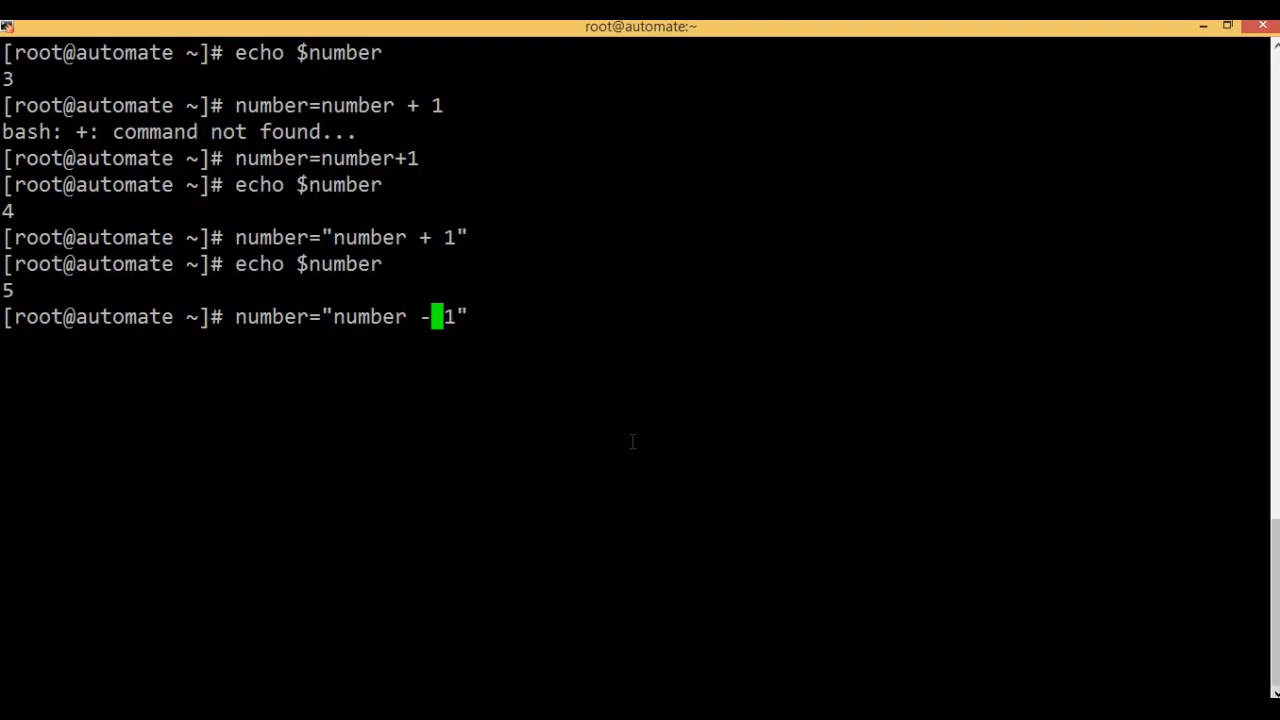 root@automate:~
[root@automate ~]# echo $number
3
[root@automate ~]# number=number + 1
bash: +: command not found...
[root@automate ~]# number=number+1
[root@automate ~]# echo $number
4
[root@automate ~]# number="number + 1"
[root@automate ~]# echo $number
5
[root@automate ~]# number="number - 1"